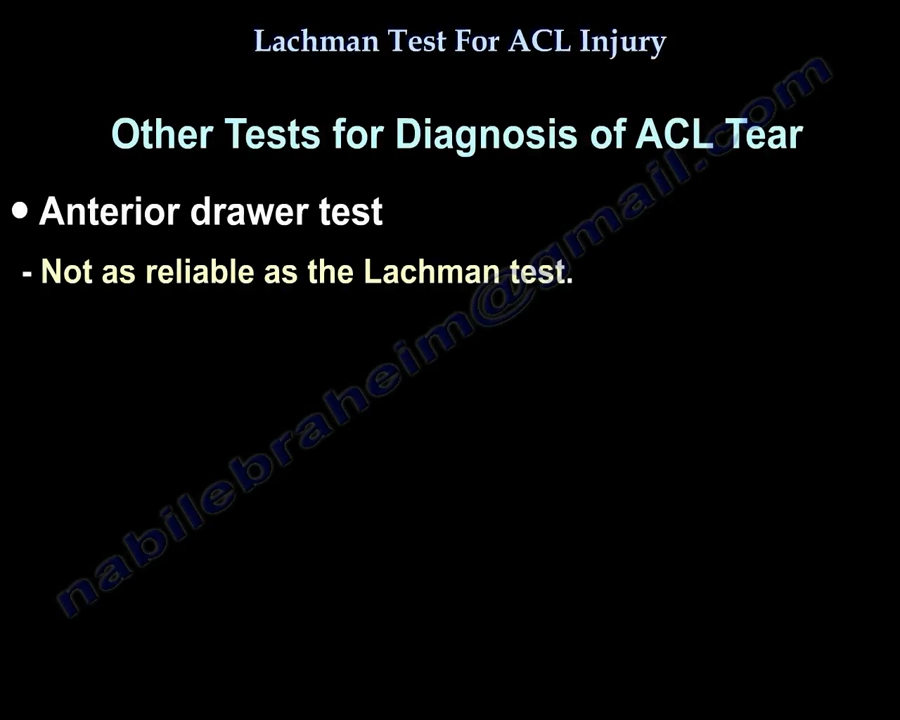 Lachman Test For ACL Injury
Other Tests for Diagnosis of ACL Tear
• Anterior drawer test
- Not as reliable as the Lachman test.
nabilebraheim@gmail.com